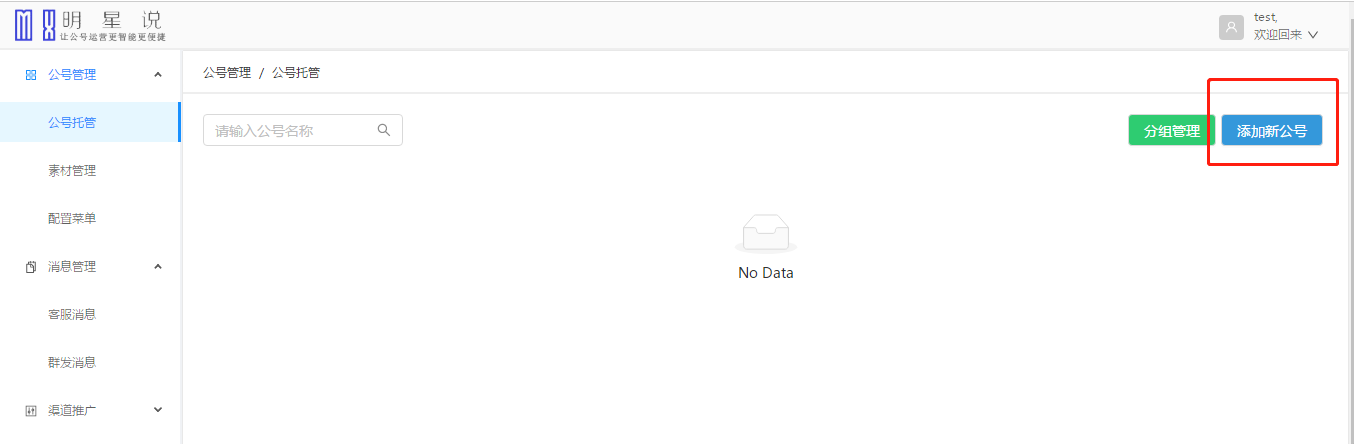 明星说
让公号运营更智能更便捷
test,
欢迎回来
公号管理
公号托管
素材管理
配置菜单
消息管理
客服消息
群发消息
渠道推广
公号管理 / 公号托管
请输入公号名称
分组管理
添加新公号
No Data